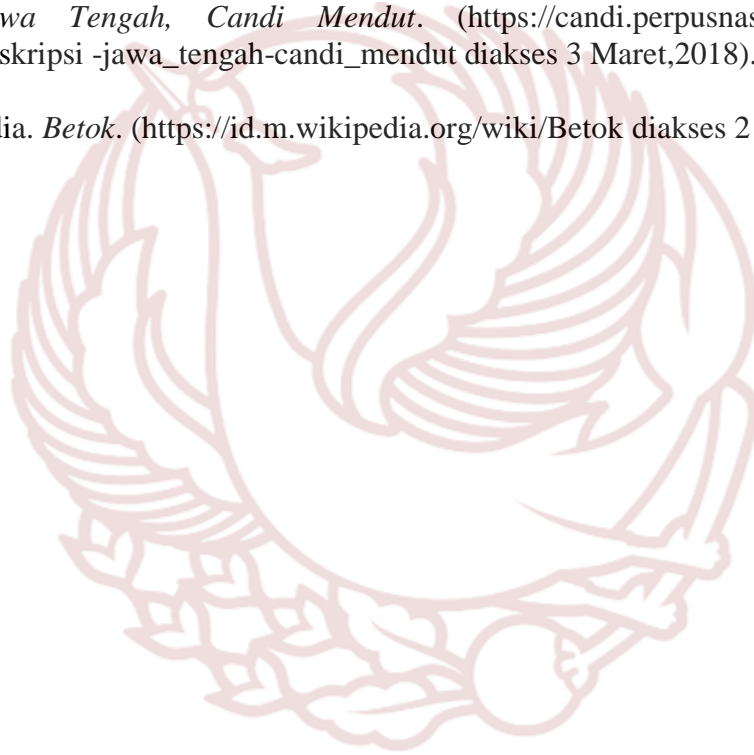 wa Tengah, Candi Mendut. (https://candi.perpusnas
skripsi -jawa_tengah-candi_mendut diakses 3 Maret,2018).
dia. Betok. (https://id.m.wikipedia.org/wiki/Betok diakses 2